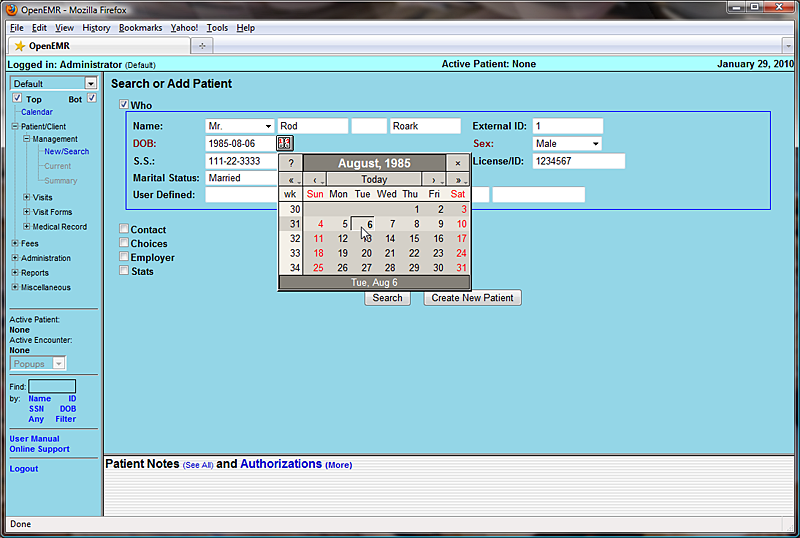 OpenEMR - Mozilla Firefox
File Edit View History Bookmarks Yahoo! Tools Help
OpenEMR
Logged in: Administrator (Default) Active Patient: None January 29, 2010
Default
Top Bot
Calendar
Patient/Client
Management
New/Search
Current
Summary
Visits
Visit Forms
Medical Record
Fees
Administration
Reports
Miscellaneous
Active Patient:
None
Active Encounter:
None
Popups
Find:
by: Name ID
SSN DOB
Any Filter
User Manual
Online Support
Logout
Search or Add Patient
Who
Name: Mr. Rod Roark External ID: 1
DOB: 1985-08-06 Sex: Male
S.S.: 111-22-3333 License/ID: 1234567
Marital Status: Married
User Defined:
? August, 1985 ×
« ‹ Today › »
wk Sun Mon Tue Wed Thu Fri Sat
30 1 2 3
31 4 5 6 7 8 9 10
32 11 12 13 14 15 16 17
33 18 19 20 21 22 23 24
34 25 26 27 28 29 30 31
Tue, Aug 6
Contact
Choices
Employer
Stats
Search Create New Patient
Patient Notes (See All) and Authorizations (More)
Done